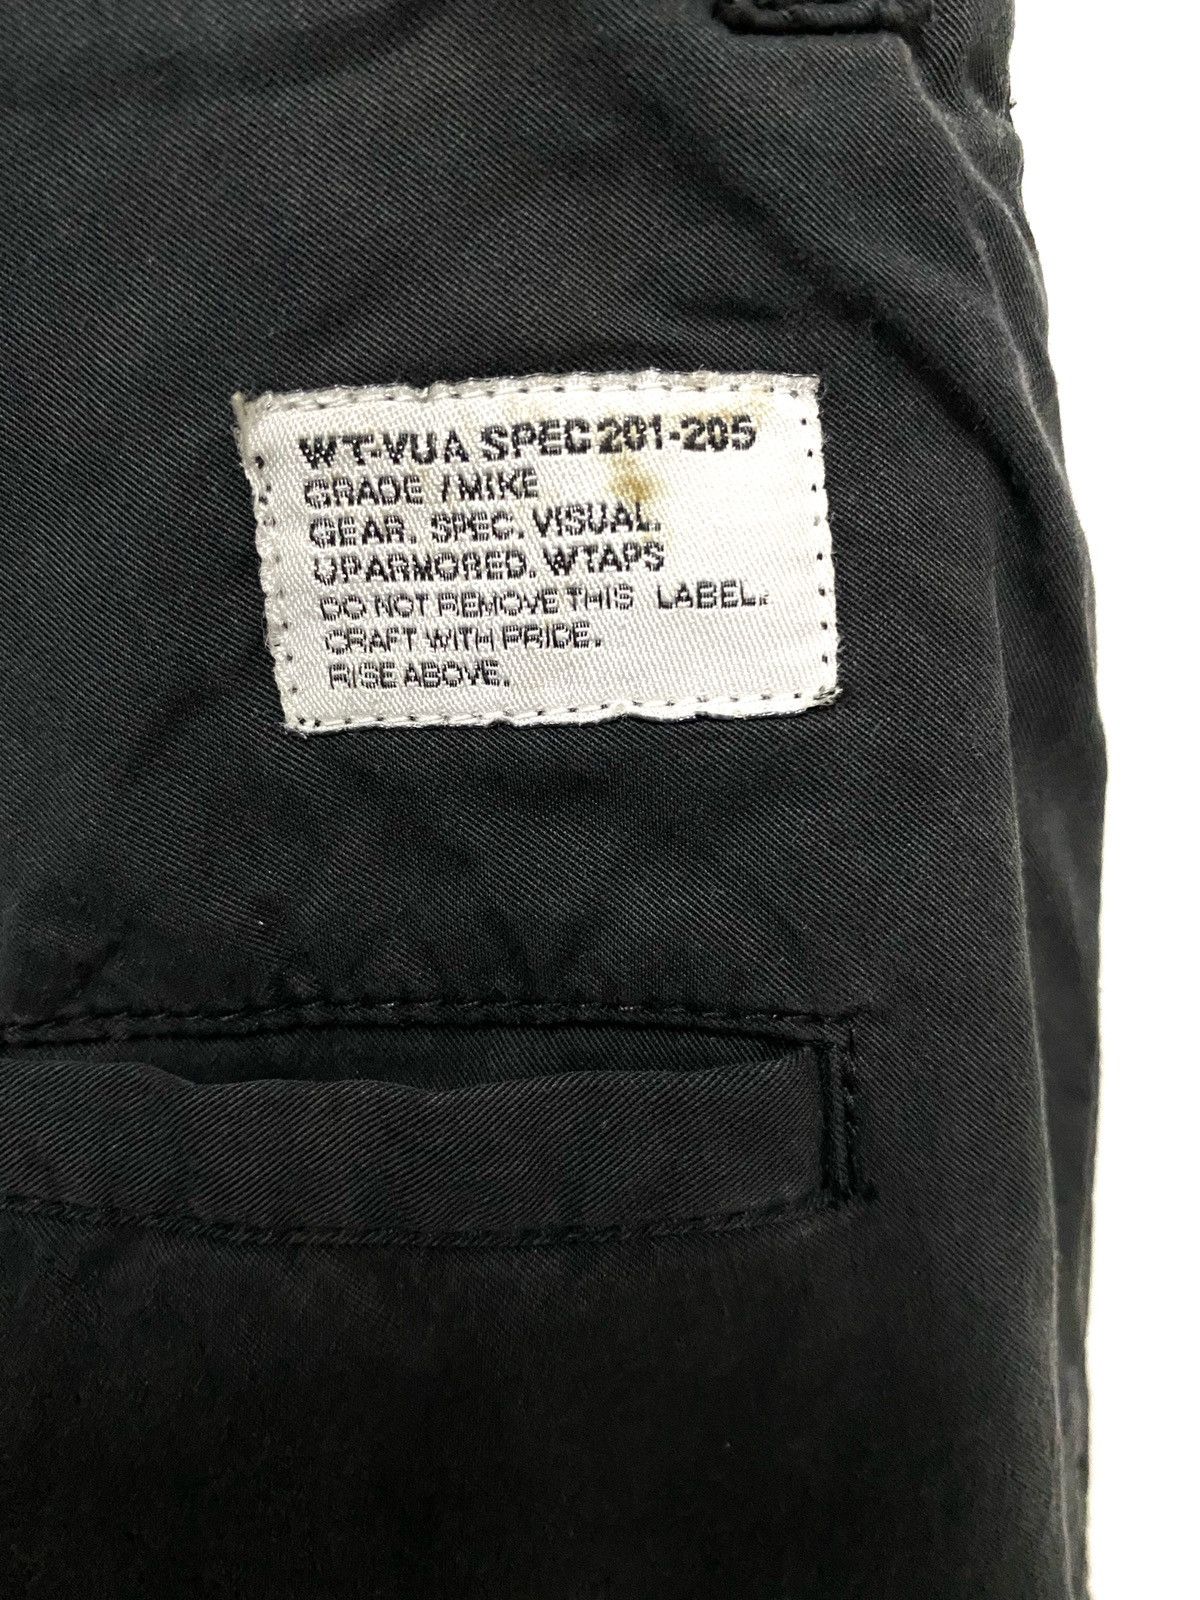 WT-VUA SPEC 201-205
GRADE / MIKE
GEAR. SPEC. VISUAL.
UPARMORED. WTAPS
DO NOT REMOVE THIS LABEL.
CRAFT WITH PRIDE.
RISE ABOVE.